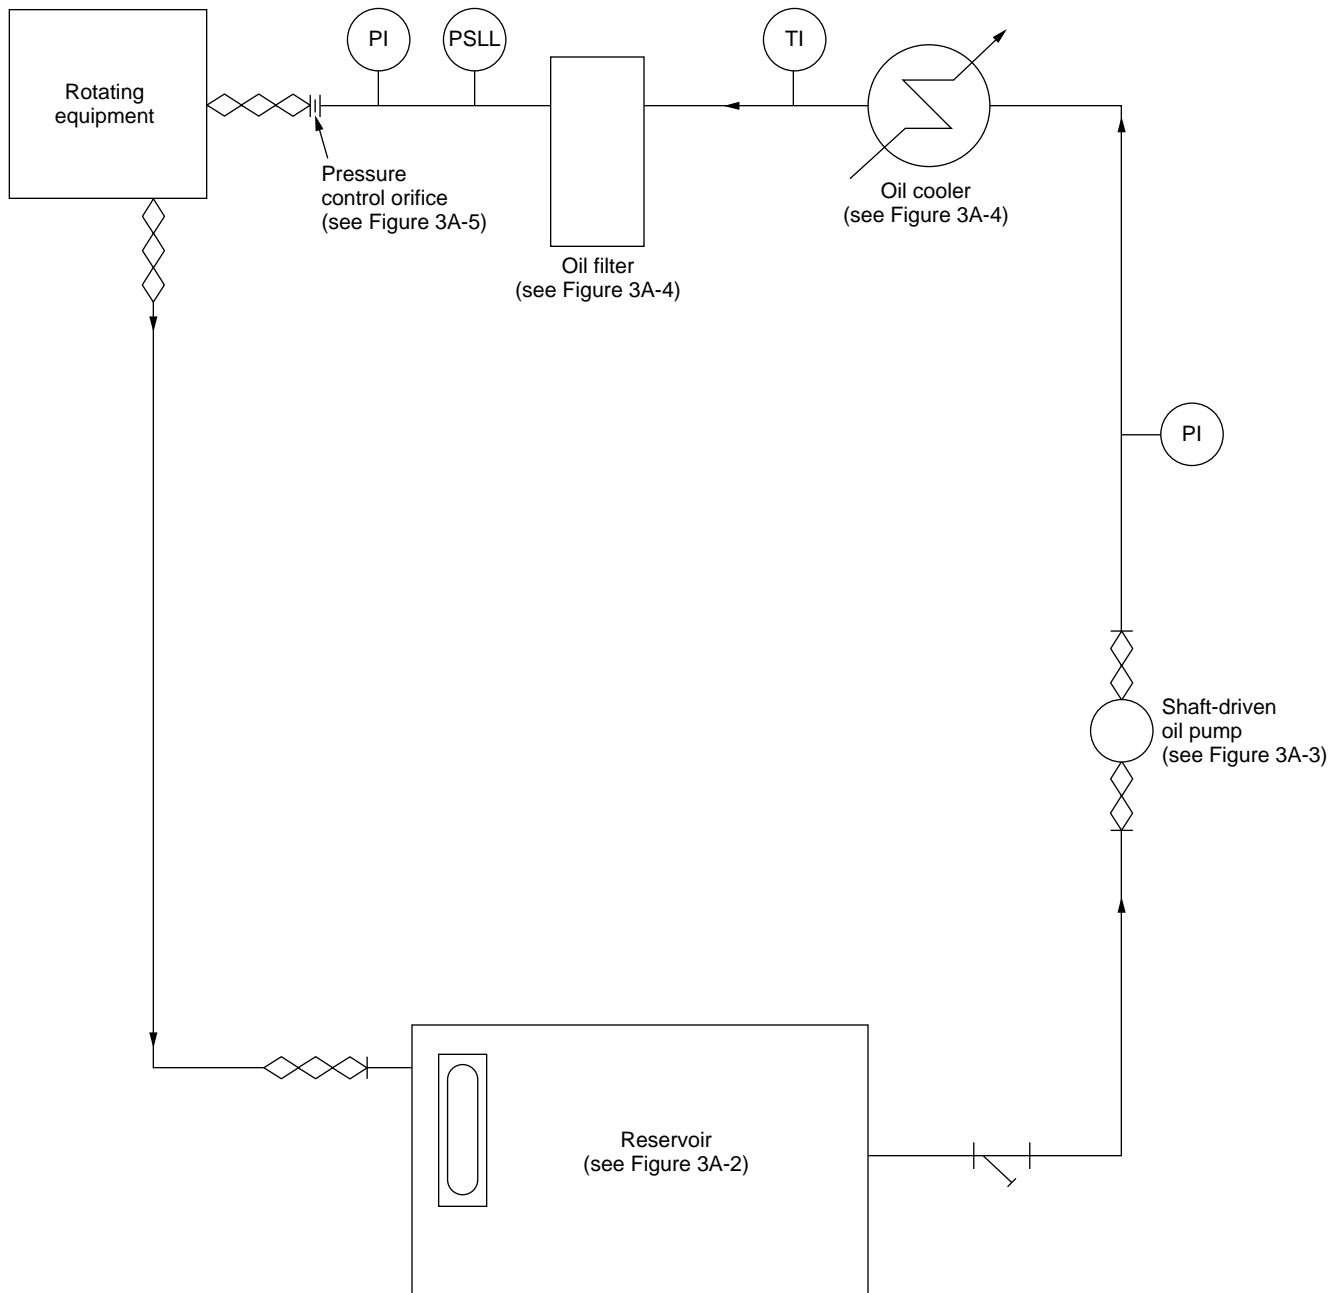 Rotating
equipment
PI
PSLL
TI
Pressure
control orifice
(see Figure 3A-5)
Oil filter
(see Figure 3A-4)
Oil cooler
(see Figure 3A-4)
PI
Shaft-driven
oil pump
(see Figure 3A-3)
Reservoir
(see Figure 3A-2)